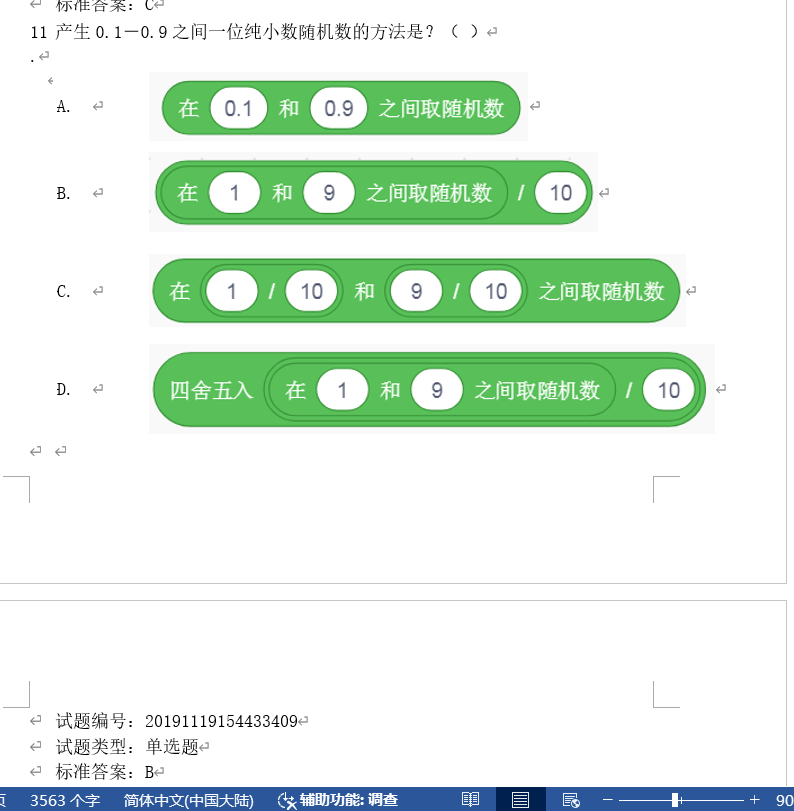 标准答案：C
11 产生 0.1－0.9 之间一位纯小数随机数的方法是？（ ）
.
A. 在 0.1 和 0.9 之间取随机数
B. 在 1 和 9 之间取随机数 / 10
C. 在 1 / 10 和 9 / 10 之间取随机数
D. 四舍五入 在 1 和 9 之间取随机数 / 10
试题编号：20191119154433409
试题类型：单选题
标准答案：B
页 3563 个字 简体中文(中国大陆) 辅助功能: 调查 90